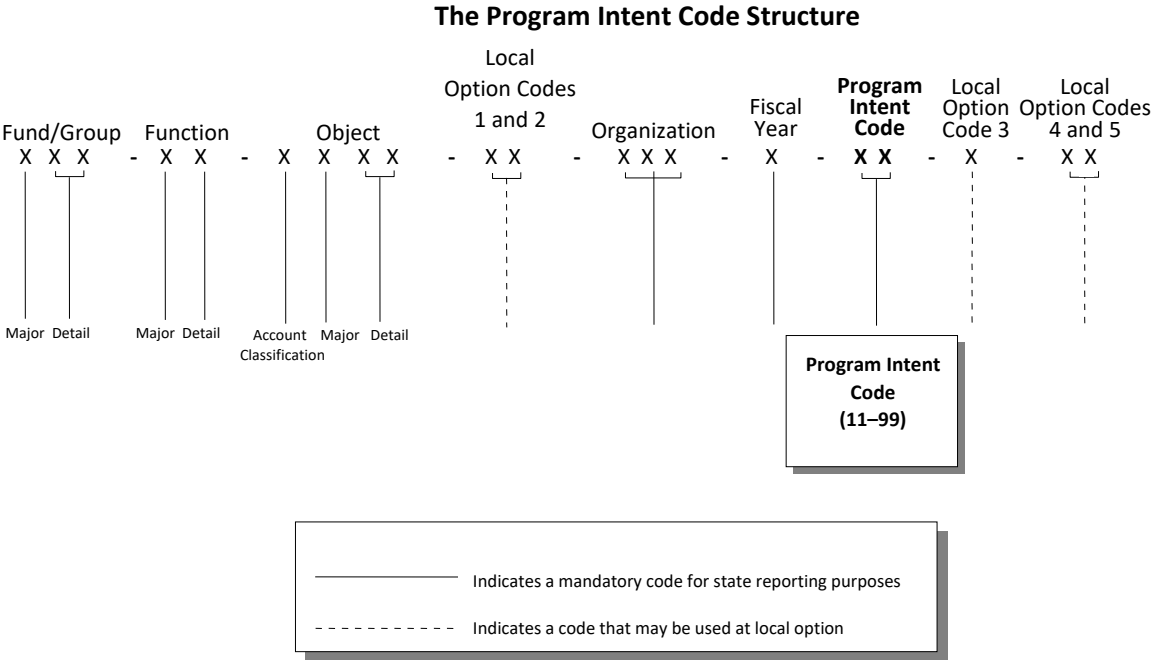 The Program Intent Code Structure
Local
Option Codes
1 and 2
Program
Intent
Code
Local
Option
Code 3
Local
Option Codes
4 and 5
Fiscal
Year
Fund/Group Function Object Organization
X X X - X X - X X X X - X X - X X X - X - X X - X - X X
Major Detail Major Detail Account Major Detail
Classification
Program Intent
Code
(11–99)
Indicates a mandatory code for state reporting purposes
Indicates a code that may be used at local option